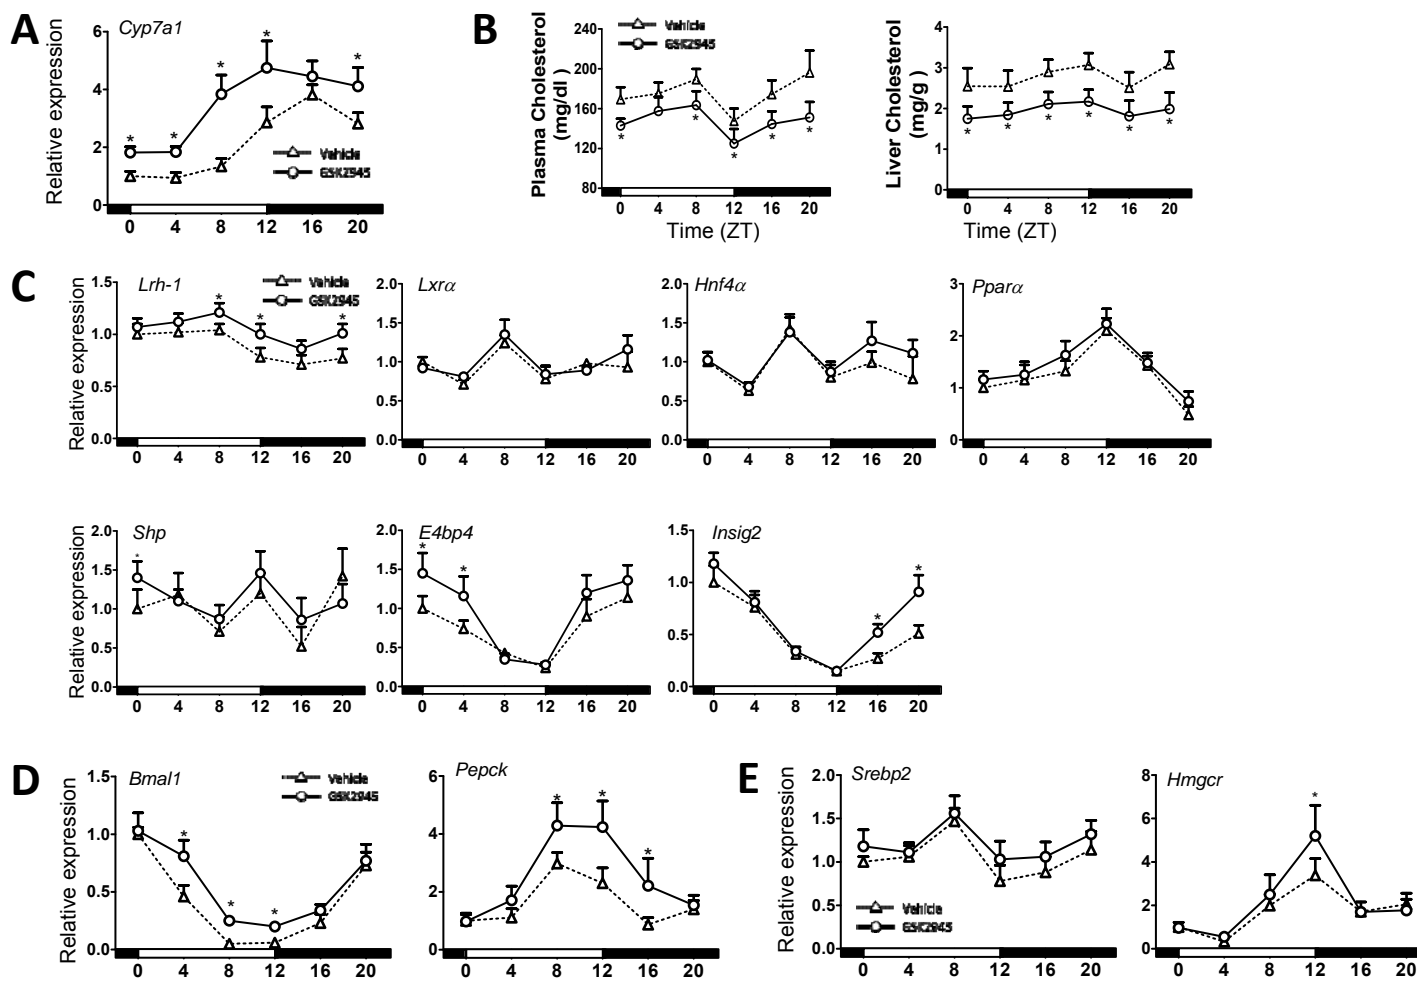 A
Cyp7a1
Relative expression
6
4
2
0
*
*
*
*
*
Vehicle
GSK2945
0 4 8 12 16 20
B
Vehicle
GSK2945
Plasma Cholesterol
(mg/dl )
240
200
160
120
80
*
*
*
*
*
0 4 8 12 16 20
Time (ZT)
Liver Cholesterol
(mg/g )
4
3
2
1
0
*
*
*
*
*
*
0 4 8 12 16 20
Time (ZT)
C
Lrh-1
Vehicle
GSK2945
Relative expression
1.5
1.0
0.5
0.0
*
*
*
0 4 8 12 16 20
Lxrα
2.0
1.5
1.0
0.5
0.0
0 4 8 12 16 20
Hnf4α
2.0
1.5
1.0
0.5
0.0
0 4 8 12 16 20
Pparα
3
2
1
0
0 4 8 12 16 20
Shp
Relative expression
2.0
1.5
1.0
0.5
0.0
*
0 4 8 12 16 20
E4bp4
2.0
1.5
1.0
0.5
0.0
*
*
0 4 8 12 16 20
Insig2
1.5
1.0
0.5
0.0
*
*
0 4 8 12 16 20
D
Bmal1
Vehicle
GSK2945
Relative expression
1.5
1.0
0.5
0.0
*
*
*
0 4 8 12 16 20
Pepck
6
4
2
0
*
*
*
0 4 8 12 16 20
E
Srebp2
Relative expression
2.0
1.5
1.0
0.5
0.0
Vehicle
GSK2945
0 4 8 12 16 20
Hmgcr
8
6
4
2
0
*
0 4 8 12 16 20